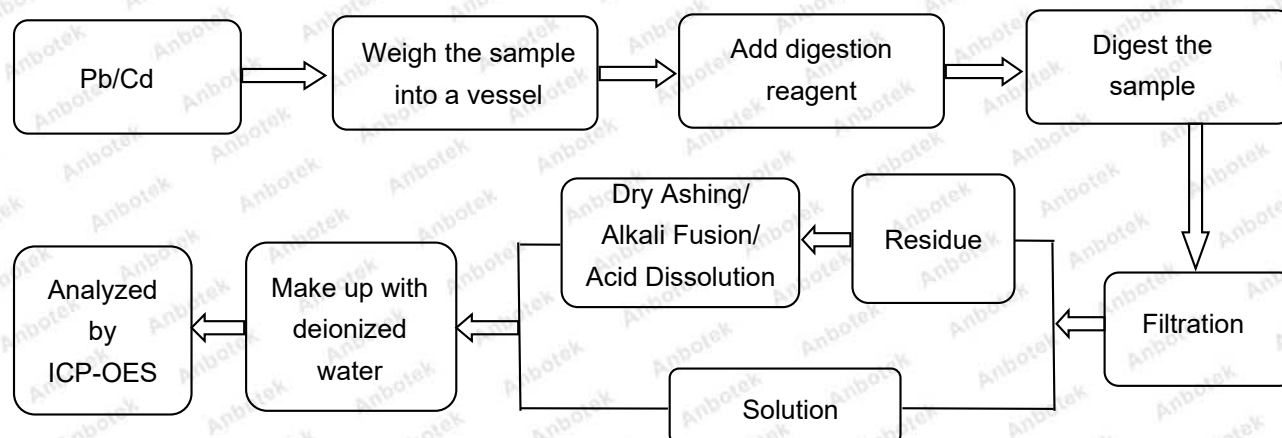 Pb/Cd
Weigh the sample
into a vessel
Add digestion
reagent
Digest the
sample
Filtration
Residue
Dry Ashing/
Alkali Fusion/
Acid Dissolution
Solution
Make up with
deionized
water
Analyzed
by
ICP-OES
Anbotek